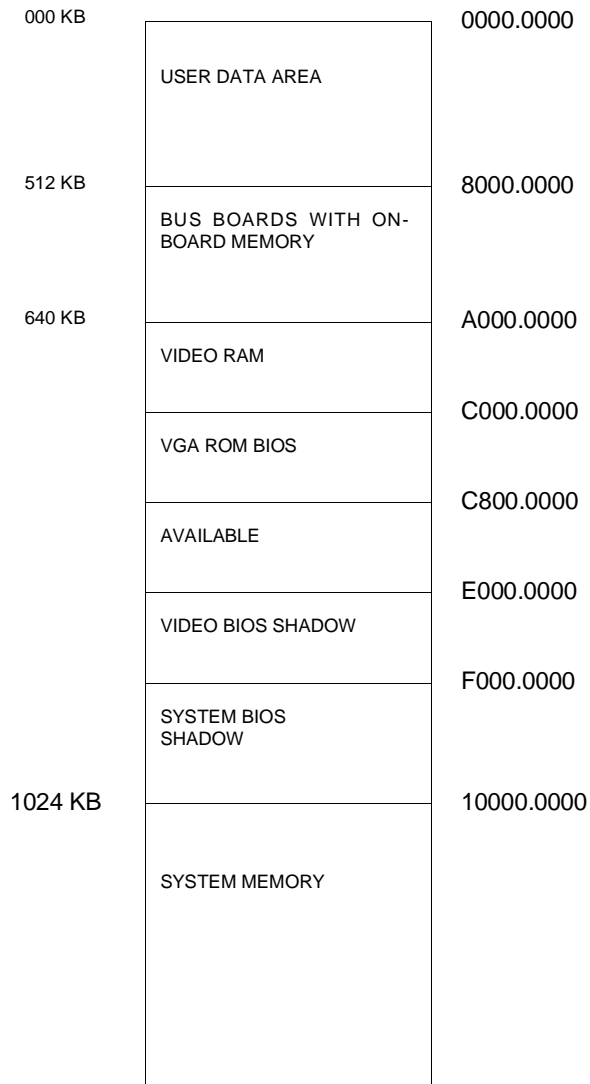 000 KB
0000.0000
USER DATA AREA
512 KB
8000.0000
BUS BOARDS WITH ON-
BOARD MEMORY
640 KB
A000.0000
VIDEO RAM
C000.0000
VGA ROM BIOS
C800.0000
AVAILABLE
E000.0000
VIDEO BIOS SHADOW
F000.0000
SYSTEM BIOS
SHADOW
1024 KB
10000.0000
SYSTEM MEMORY